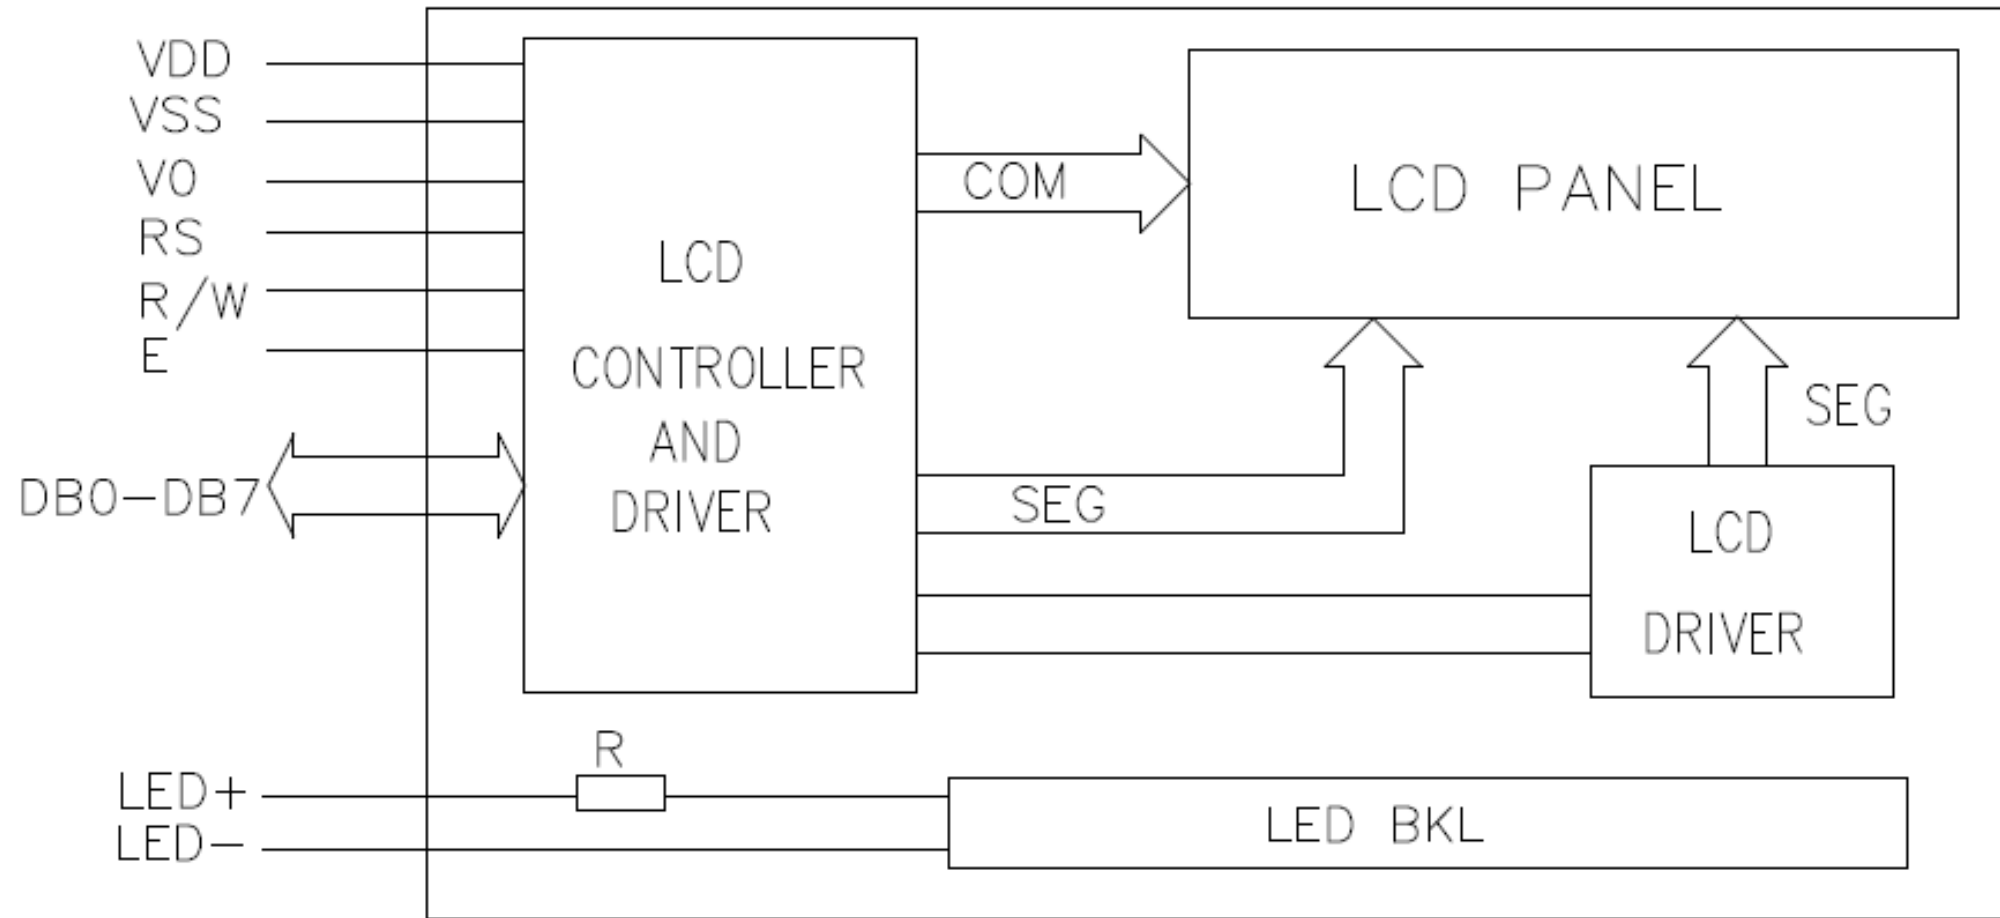 VDD
VSS
V0
RS
R/W
E
DB0-DB7
LED+
LED-
LCD
CONTROLLER
AND
DRIVER
COM
SEG
R
LCD PANEL
SEG
LCD
DRIVER
LED BKL